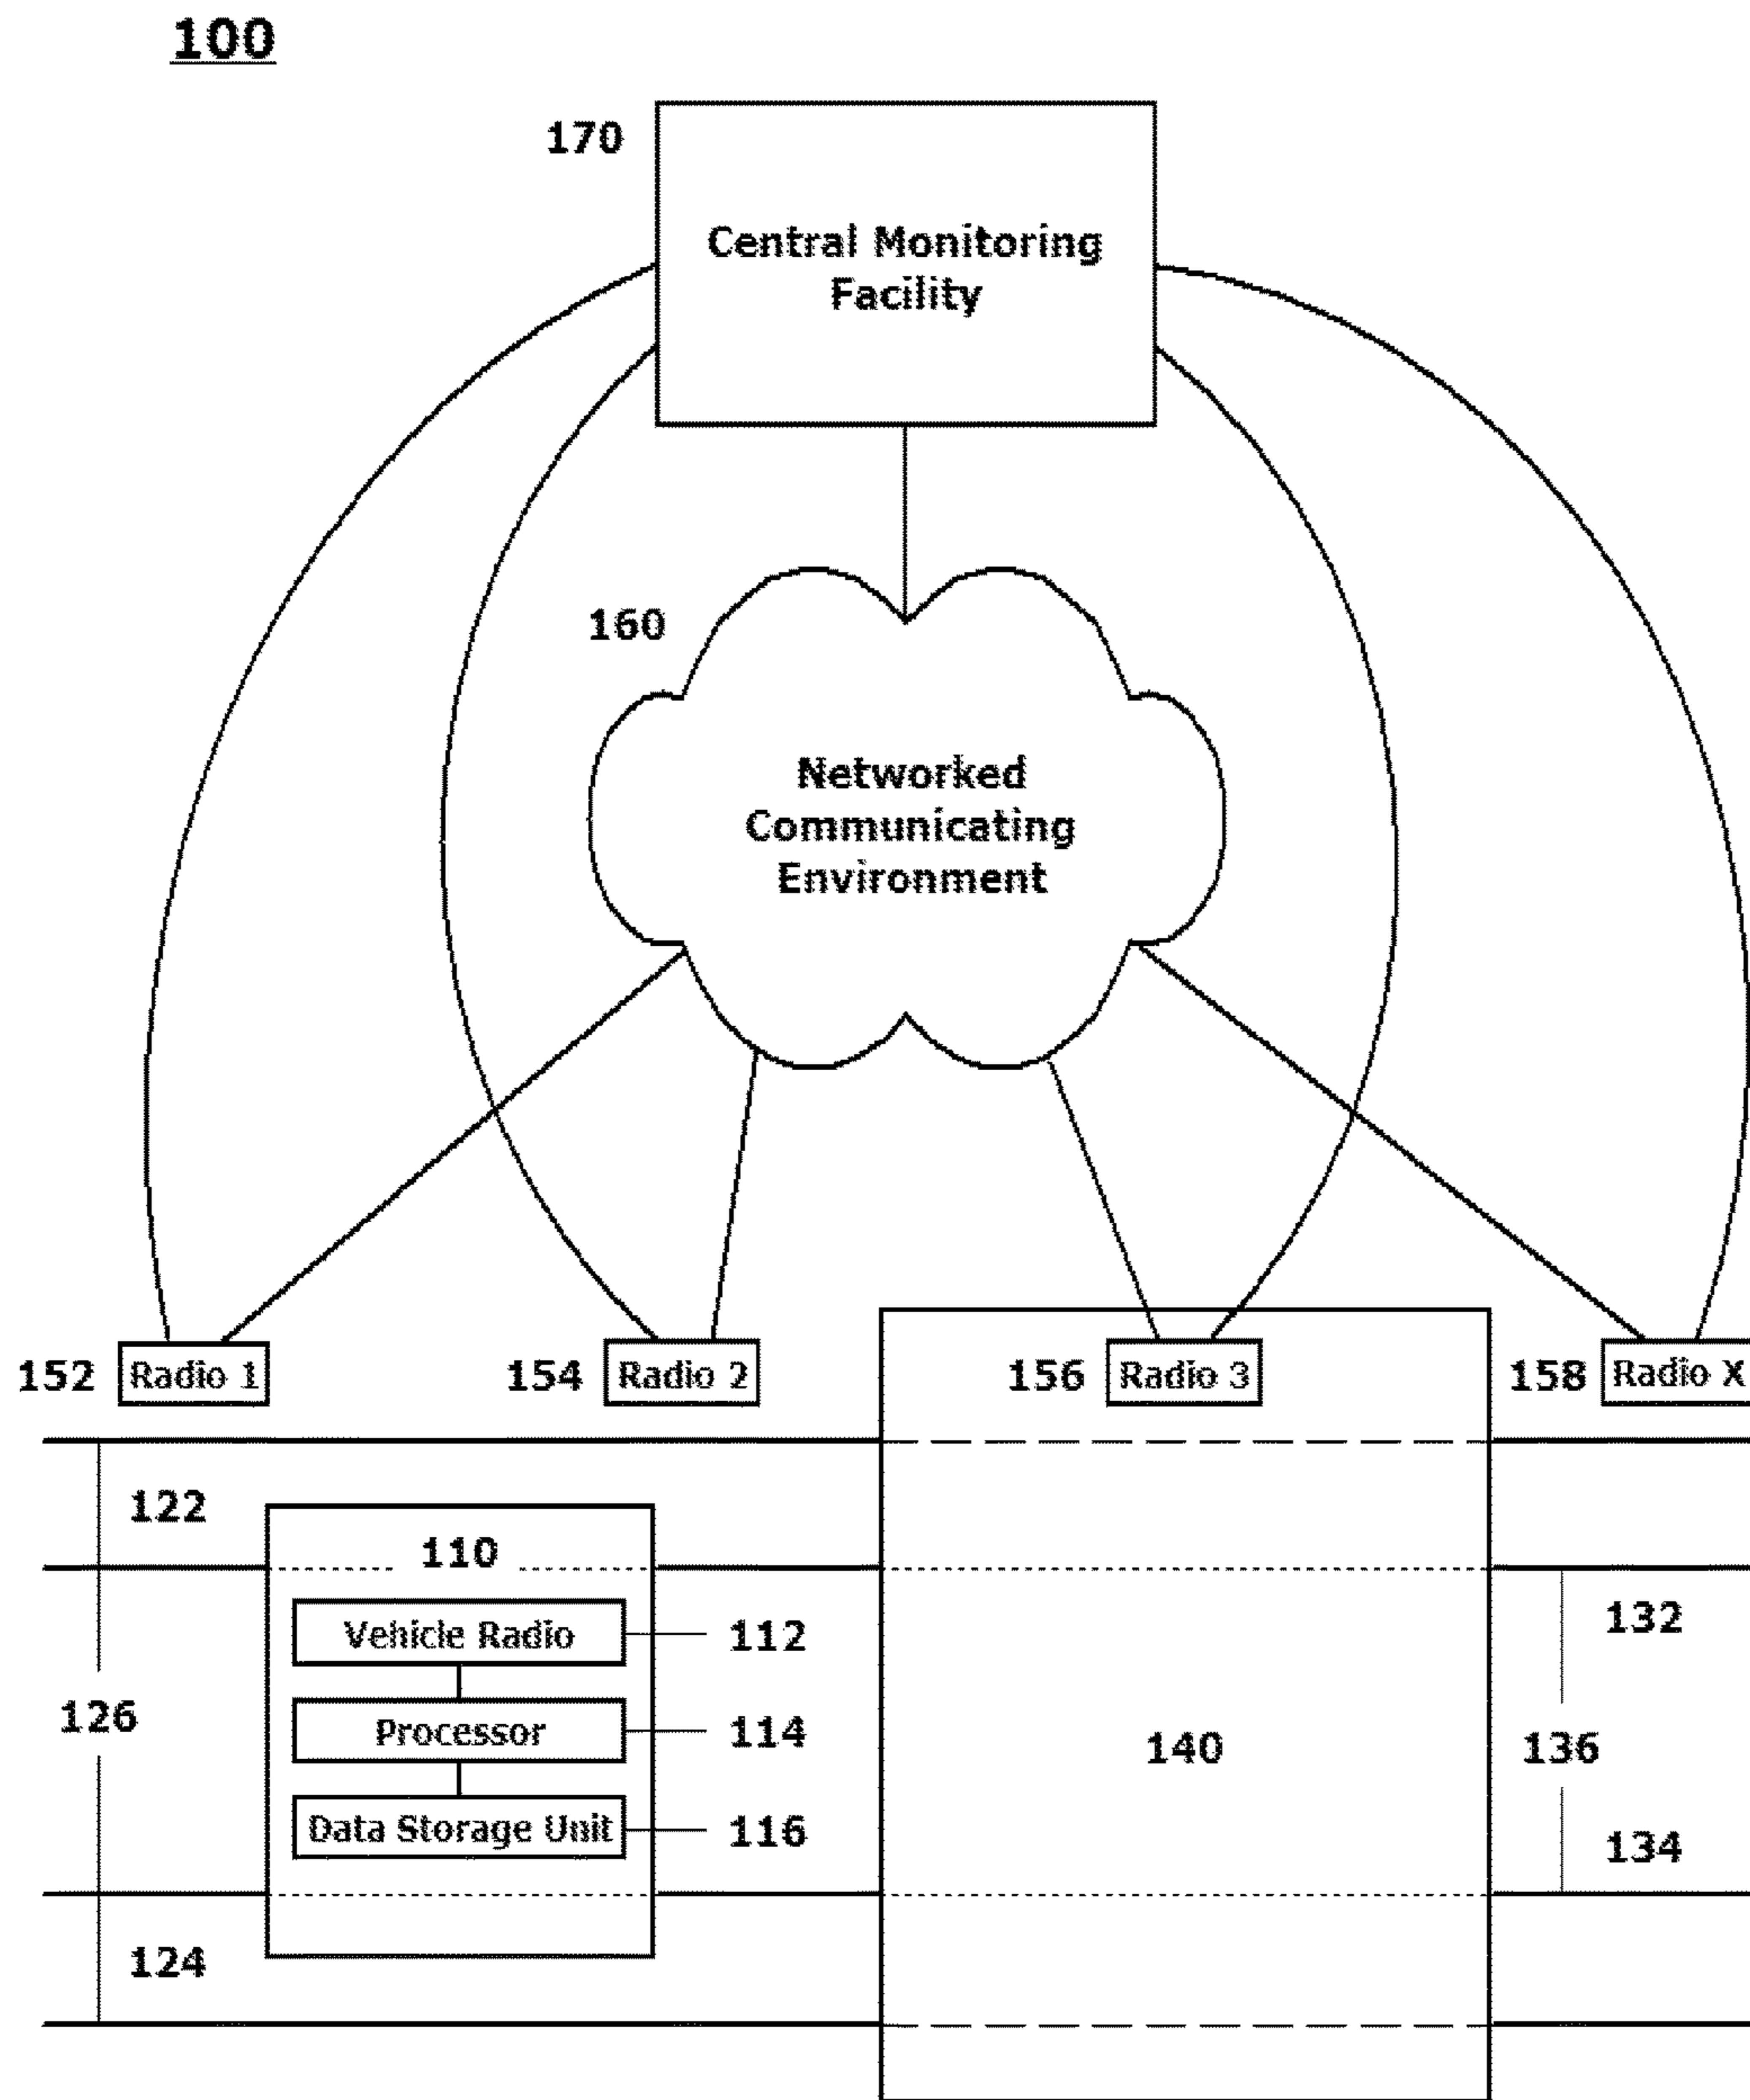 100
170
Central Monitoring
Facility
160
Networked
Communicating
Environment
152 Radio 1 154 Radio 2 156 Radio 3 158 Radio X
122
110
Vehicle Radio 112 132
126 Processor 114 140 136
Data Storage Unit 116 134
124